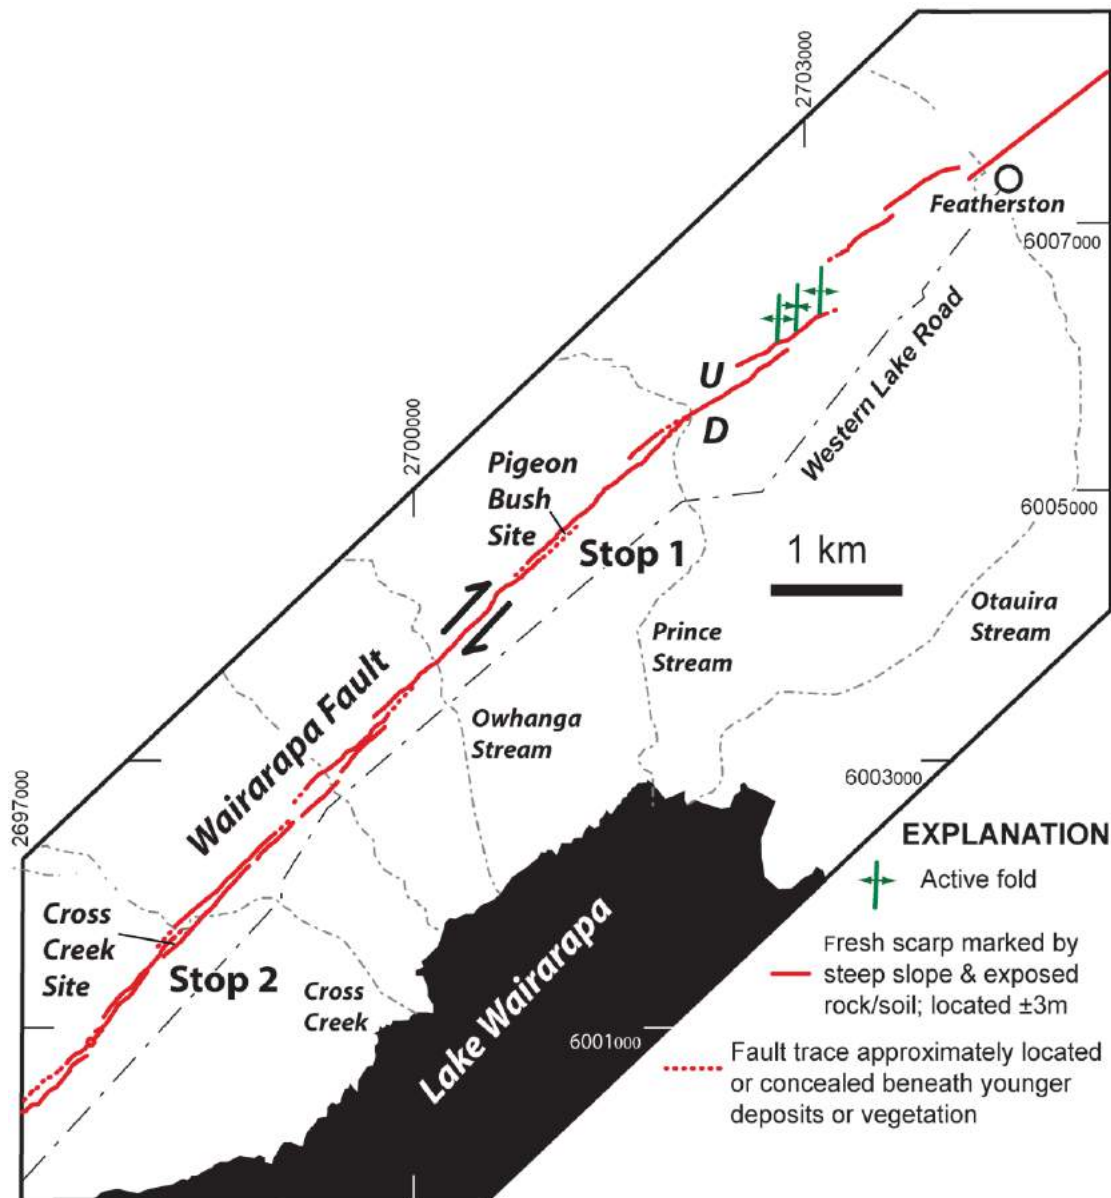 2703000
Featherston
6007000
Western Lake Road
U
D
2700000
Pigeon
Bush
Site
6005000
Stop 1
1 km
Otauira
Stream
Prince
Stream
Wairarapa Fault
Owhanga
Stream
2697000
6003000
EXPLANATION
Active fold
Cross
Creek
Site
Stop 2
Cross
Creek
Lake Wairarapa
6001000
Fresh scarp marked by
steep slope & exposed
rock/soil; located ±3m
Fault trace approximately located
or concealed beneath younger
deposits or vegetation